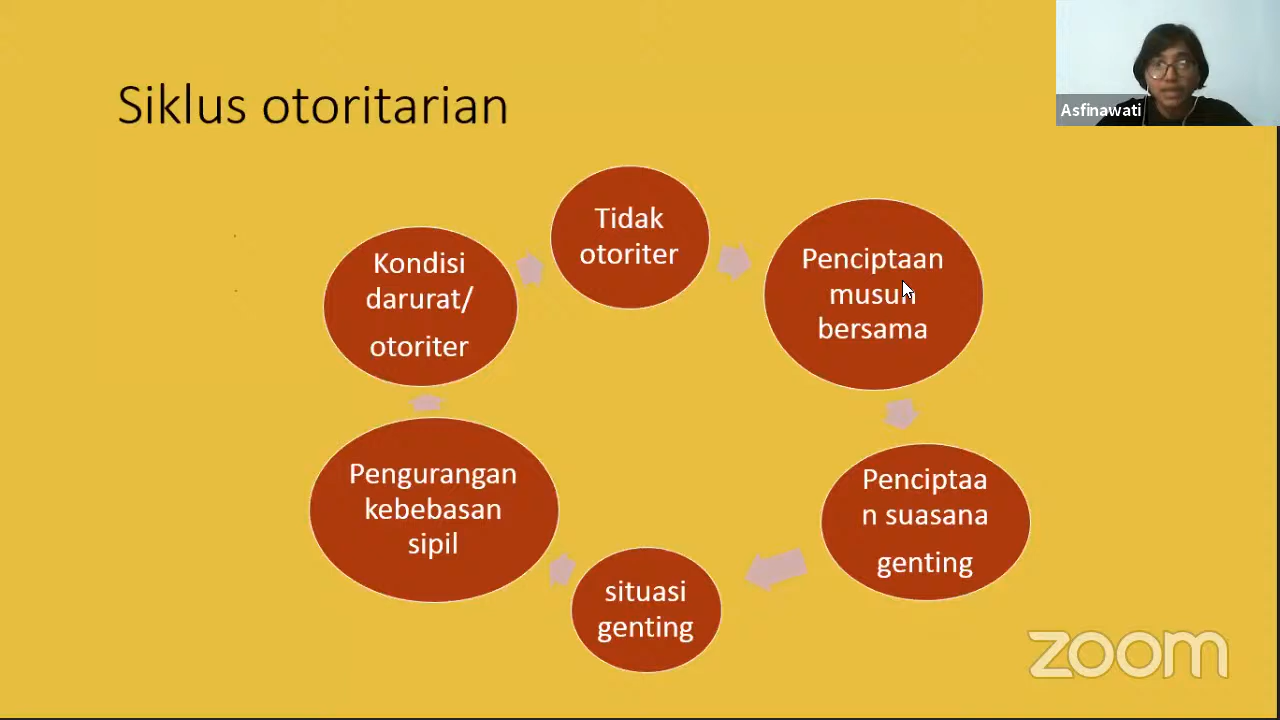 Siklus otoritarian
Asfinawati
Tidak
otoriter
Penciptaan
musuh
bersama
Penciptaa
n suasana
genting
situasi
genting
Pengurangan
kebebasan
sipil
Kondisi
darurat/
otoriter
zoom